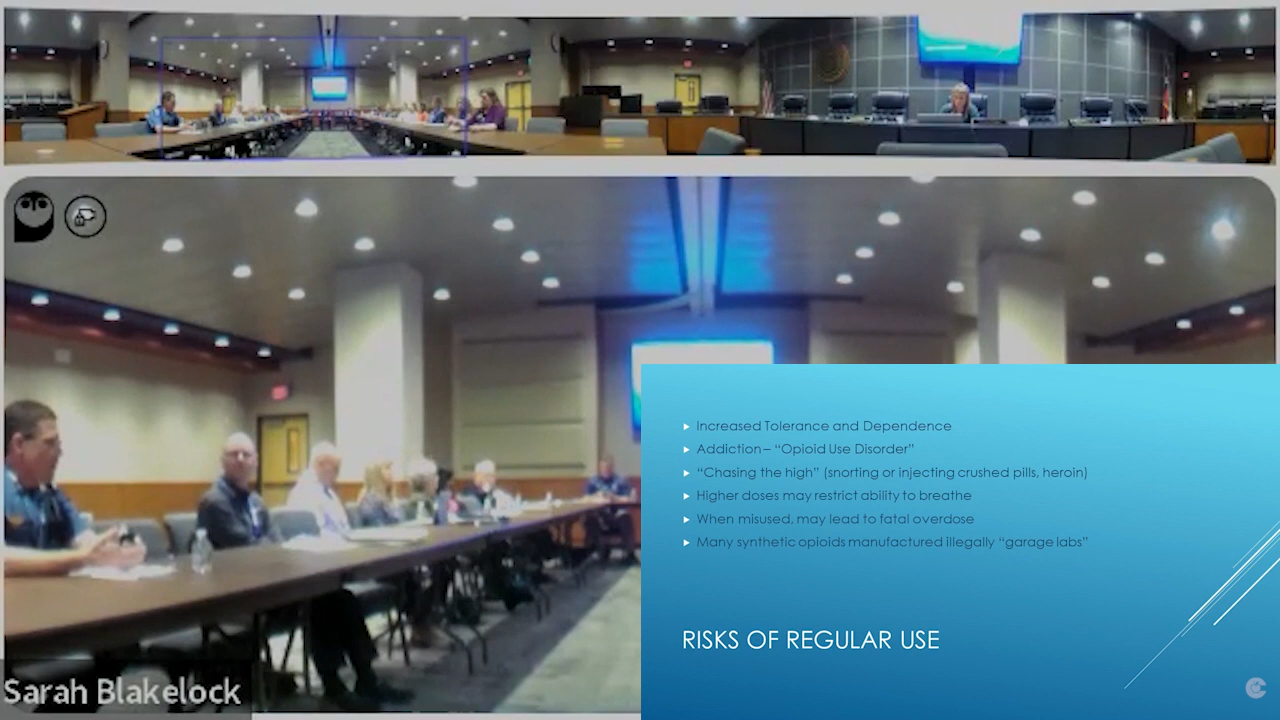 Increased Tolerance and Dependence
Addiction – “Opioid Use Disorder”
“Chasing the high” (snorting or injecting crushed pills, heroin)
Higher doses may restrict ability to breathe
When misused, may lead to fatal overdose
Many synthetic opioids manufactured illegally “garage labs”
RISKS OF REGULAR USE
Sarah Blakelock